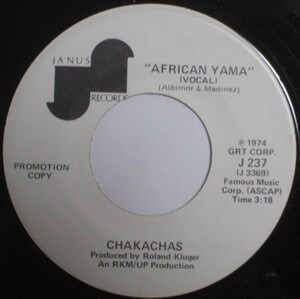 JANUS
RECORDS
"AFRICAN YAMA"
(VOCAL)
(Albimor & Madinez)
℗ 1974
GRT CORP.
J 237
(J 3369)
Famous Music
Corp. (ASCAP)
Time 3:18
PROMOTION
COPY
CHAKACHAS
Produced by Roland Kluger
An RKM/UP Production